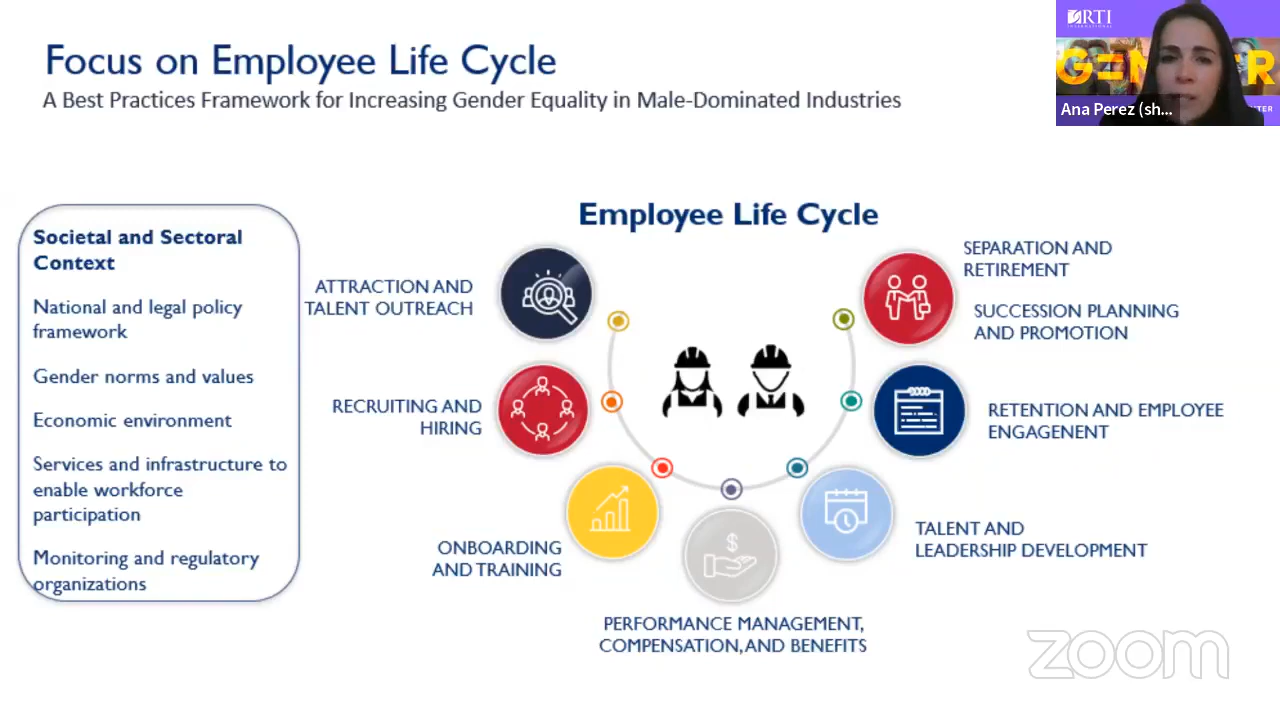 Focus on Employee Life Cycle
A Best Practices Framework for Increasing Gender Equality in Male-Dominated Industries
RTI
INTERNATIONAL
GEN
ER
Ana Perez (sh...
TER
Societal and Sectoral
Context
National and legal policy
framework
Gender norms and values
Economic environment
Services and infrastructure to
enable workforce
participation
Monitoring and regulatory
organizations
Employee Life Cycle
ATTRACTION AND
TALENT OUTREACH
RECRUITING AND
HIRING
ONBOARDING
AND TRAINING
$
PERFORMANCE MANAGEMENT,
COMPENSATION, AND BENEFITS
TALENT AND
LEADERSHIP DEVELOPMENT
RETENTION AND EMPLOYEE
ENGAGENENT
SUCCESSION PLANNING
AND PROMOTION
SEPARATION AND
RETIREMENT
zoom